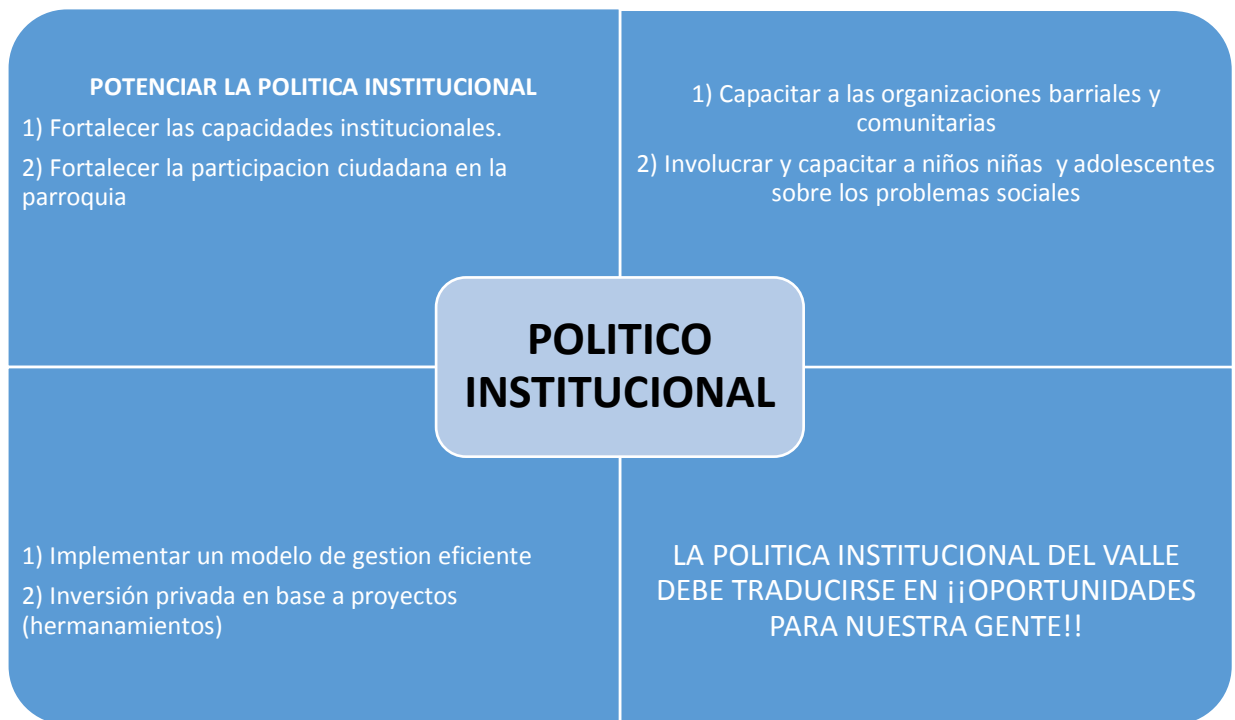 POTENCIAR LA POLITICA INSTITUCIONAL
1) Fortalecer las capacidades institucionales.
2) Fortalecer la participacion ciudadana en la
parroquia
1) Capacitar a las organizaciones barriales y
comunitarias
2) Involucrar y capacitar a niños niñas y adolescentes
sobre los problemas sociales
POLITICO
INSTITUCIONAL
1) Implementar un modelo de gestion eficiente
2) Inversión privada en base a proyectos
(hermanamientos)
LA POLITICA INSTITUCIONAL DEL VALLE
DEBE TRADUCIRSE EN ¡¡OPORTUNIDADES
PARA NUESTRA GENTE!!